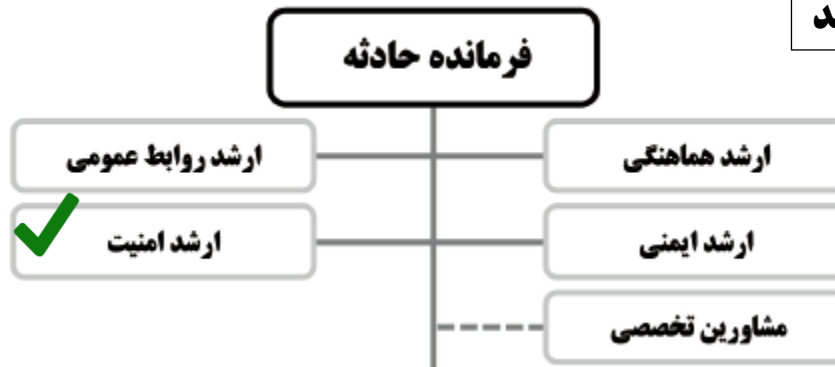 فرمانده حادثه
ارشد هماهنگی
ارشد روابط عمومی
ارشد ایمنی
ارشد امنیت
مشاورین تخصصی